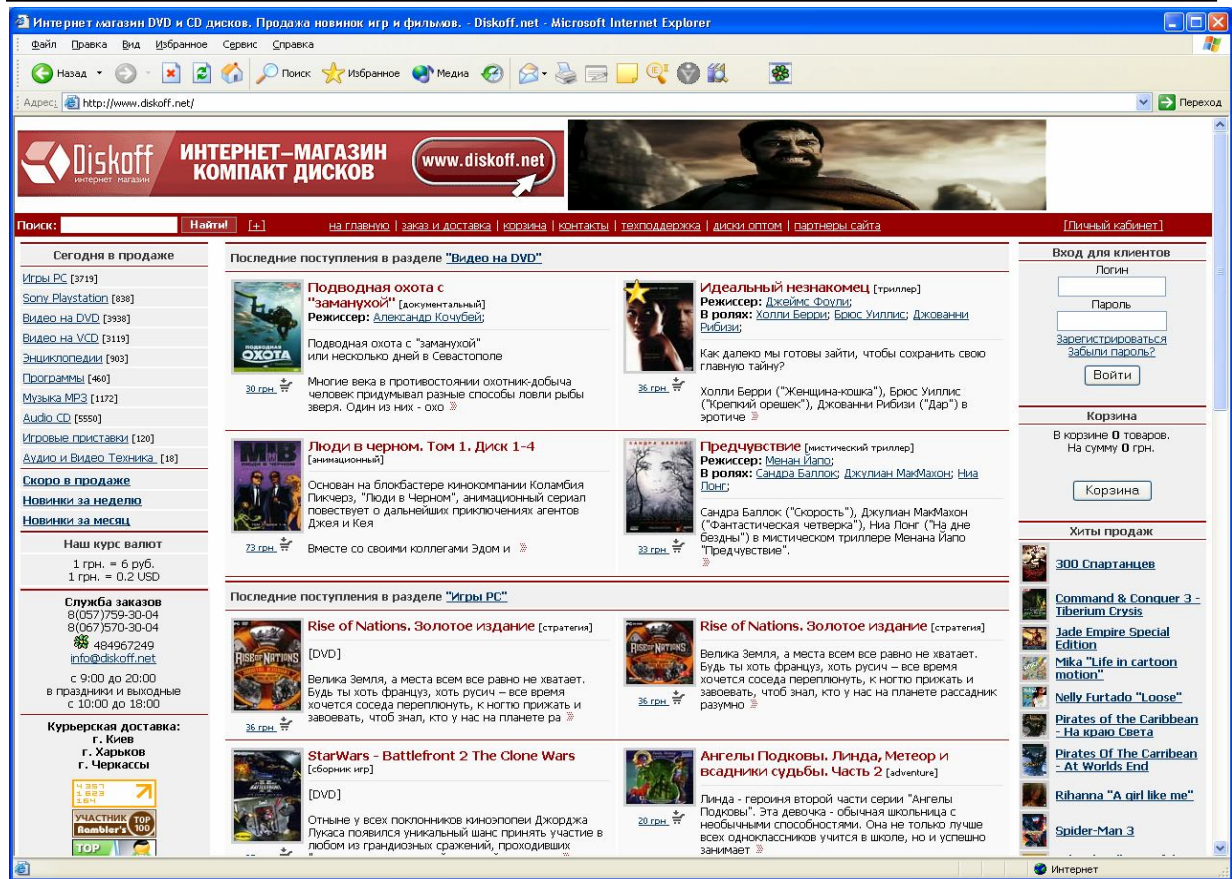 Интернет магазин DVD и CD дисков. Продажа новинок игр и фильмов. - Diskoff.net - Microsoft Internet Explorer
Файл Правка Вид Избранное Сервис Справка
Назад Поиск Избранное Медиа
Адрес: http://www.diskoff.net/ Переход
Diskoff
интернет магазин
ИНТЕРНЕТ-МАГАЗИН
КОМПАКТ ДИСКОВ
www.diskoff.net
Поиск: Найти! [+] на главную | заказ и доставка | корзина | контакты | техподдержка | диски оптом | партнеры сайта [Личный кабинет]
Сегодня в продаже
Игры PC [3719]
Sony Playstation [838]
Видео на DVD [3938]
Видео на VCD [3119]
Энциклопедии [903]
Программы [460]
Музыка MP3 [1172]
Audio CD [5550]
Игровые приставки [120]
Аудио и Видео Техника [18]
Скоро в продаже
Новинки за неделю
Новинки за месяц
Наш курс валют
1 грн. = 6 руб.
1 грн. = 0.2 USD
Служба заказов
8(057)759-30-04
8(067)570-30-04
484967249
info@diskoff.net
с 9:00 до 20:00
в праздники и выходные
с 10:00 до 18:00
Курьерская доставка:
г. Киев
г. Харьков
г. Черкассы
УЧАСТНИК TOP
Rambler's 100
TOP
Последние поступления в разделе "Видео на DVD"
ПОДВОДНАЯ
ОХОТА
30 грн.
Подводная охота с
"заманухой" [документальный]
Режиссер: Александр Кочубей;
Подводная охота с "заманухой"
или несколько дней в Севастополе
Многие века в противостоянии охотник-добыча
человек придумывал разные способы ловли рыбы
зверя. Один из них - охо
36 грн.
Идеальный незнакомец [триллер]
Режиссер: Джеймс Фоули;
В ролях: Холли Берри; Брюс Уиллис; Джованни
Рибизи;
Как далеко мы готовы зайти, чтобы сохранить свою
главную тайну?
Холли Берри ("Женщина-кошка"), Брюс Уиллис
("Крепкий орешек"), Джованни Рибизи ("Дар") в
эротиче
MIB
73 грн.
Люди в черном. Том 1. Диск 1-4
[анимационный]
Основан на блокбастере кинокомпании Коламбия
Пикчерз, "Люди в Черном", анимационный сериал
повествует о дальнейших приключениях агентов
Джея и Кея
Вместе со своими коллегами Эдом и
SANDRA BULLOCK
33 грн.
Предчувствие [мистический триллер]
Режиссер: Менан Йапо;
В ролях: Сандра Баллок; Джулиан МакМахон; Ниа
Лонг;
Сандра Баллок ("Скорость"), Джулиан МакМахон
("Фантастическая четверка"), Ниа Лонг ("На дне
бездны") в мистическом триллере Менана Йапо
"Предчувствие".
Последние поступления в разделе "Игры PC"
RISE OF NATIONS
36 грн.
Rise of Nations. Золотое издание [стратегия]
[DVD]
Велика Земля, а места всем все равно не хватает.
Будь ты хоть француз, хоть русич – все время
хочется соседа переплюнуть, к ногтю прижать и
завоевать, чтоб знал, кто у нас на планете ра
RISE OF NATIONS
36 грн.
Rise of Nations. Золотое издание [стратегия]
Велика Земля, а места всем все равно не хватает.
Будь ты хоть француз, хоть русич – все время
хочется соседа переплюнуть, к ногтю прижать и
завоевать, чтоб знал, кто у нас на планете рассадник
разумно
StarWars - Battlefront 2 The Clone Wars
[сборник игр]
[DVD]
Отныне у всех поклонников киноэпопеи Джорджа
Лукаса появился уникальный шанс принять участие в
любом из грандиозных сражений, проходивших
20 грн.
Ангелы Подковы. Линда, Метеор и
всадники судьбы. Часть 2 [adventure]
Линда - героиня второй части серии "Ангелы
Подковы". Эта девочка - обычная школьница с
необычными способностями. Она не только лучше
всех одноклассников учится в школе, но и успешно
занимает
Вход для клиентов
Логин
Пароль
Зарегистрироваться
Забыли пароль?
Войти
Корзина
В корзине 0 товаров.
На сумму 0 грн.
Корзина
Хиты продаж
300 Спартанцев
Command & Conquer 3 -
Tiberium Crysis
Jade Empire Special
Edition
Mika "Life in cartoon
motion"
Nelly Furtado "Loose"
Pirates of the Caribbean
- На краю Света
Pirates Of The Carribean
- At Worlds End
Rihanna "A girl like me"
Spider-Man 3
Интернет